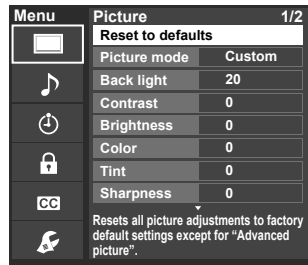 Menu
Picture 1/2
Reset to defaults
Picture mode Custom
Back light 20
Contrast 0
Brightness 0
Color 0
Tint 0
Sharpness 0
CC
Resets all picture adjustments to factory
default settings except for “Advanced
picture”.